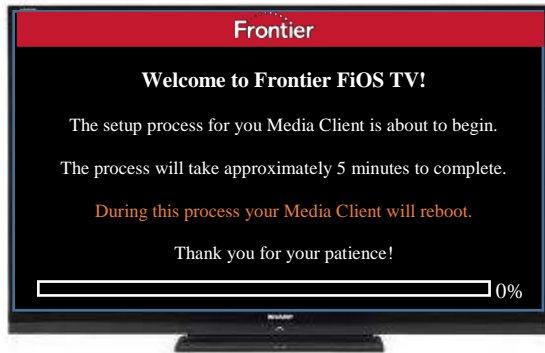 Frontier
Welcome to Frontier FiOS TV!
The setup process for you Media Client is about to begin.
The process will take approximately 5 minutes to complete.
During this process your Media Client will reboot.
Thank you for your patience!
0%
SHARP